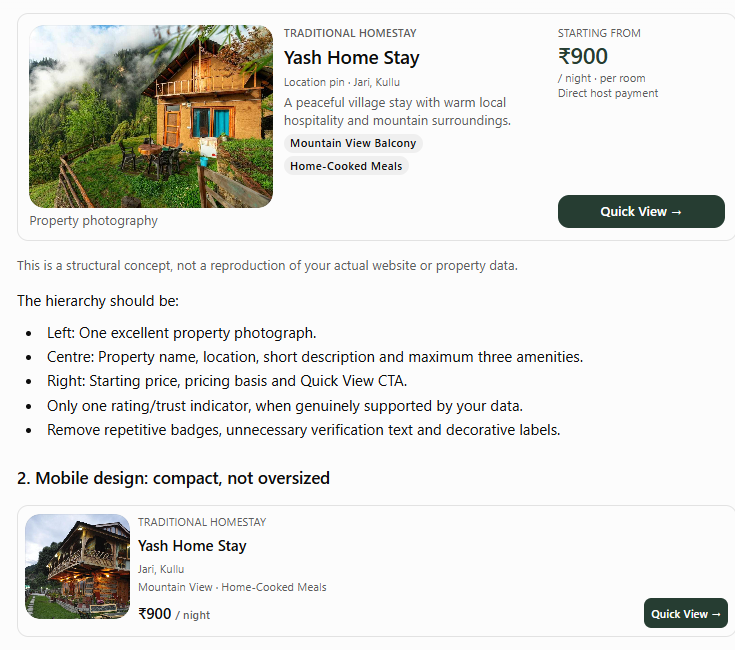 TRADITIONAL HOMESTAY
Yash Home Stay
Location pin · Jari, Kullu
A peaceful village stay with warm local
hospitality and mountain surroundings.
Mountain View Balcony
Home-Cooked Meals
Property photography
STARTING FROM
₹900
/ night · per room
Direct host payment
Quick View →
This is a structural concept, not a reproduction of your actual website or property data.
The hierarchy should be:
• Left: One excellent property photograph.
• Centre: Property name, location, short description and maximum three amenities.
• Right: Starting price, pricing basis and Quick View CTA.
• Only one rating/trust indicator, when genuinely supported by your data.
• Remove repetitive badges, unnecessary verification text and decorative labels.
2. Mobile design: compact, not oversized
TRADITIONAL HOMESTAY
Yash Home Stay
Jari, Kullu
Mountain View · Home-Cooked Meals
₹900 / night
Quick View →